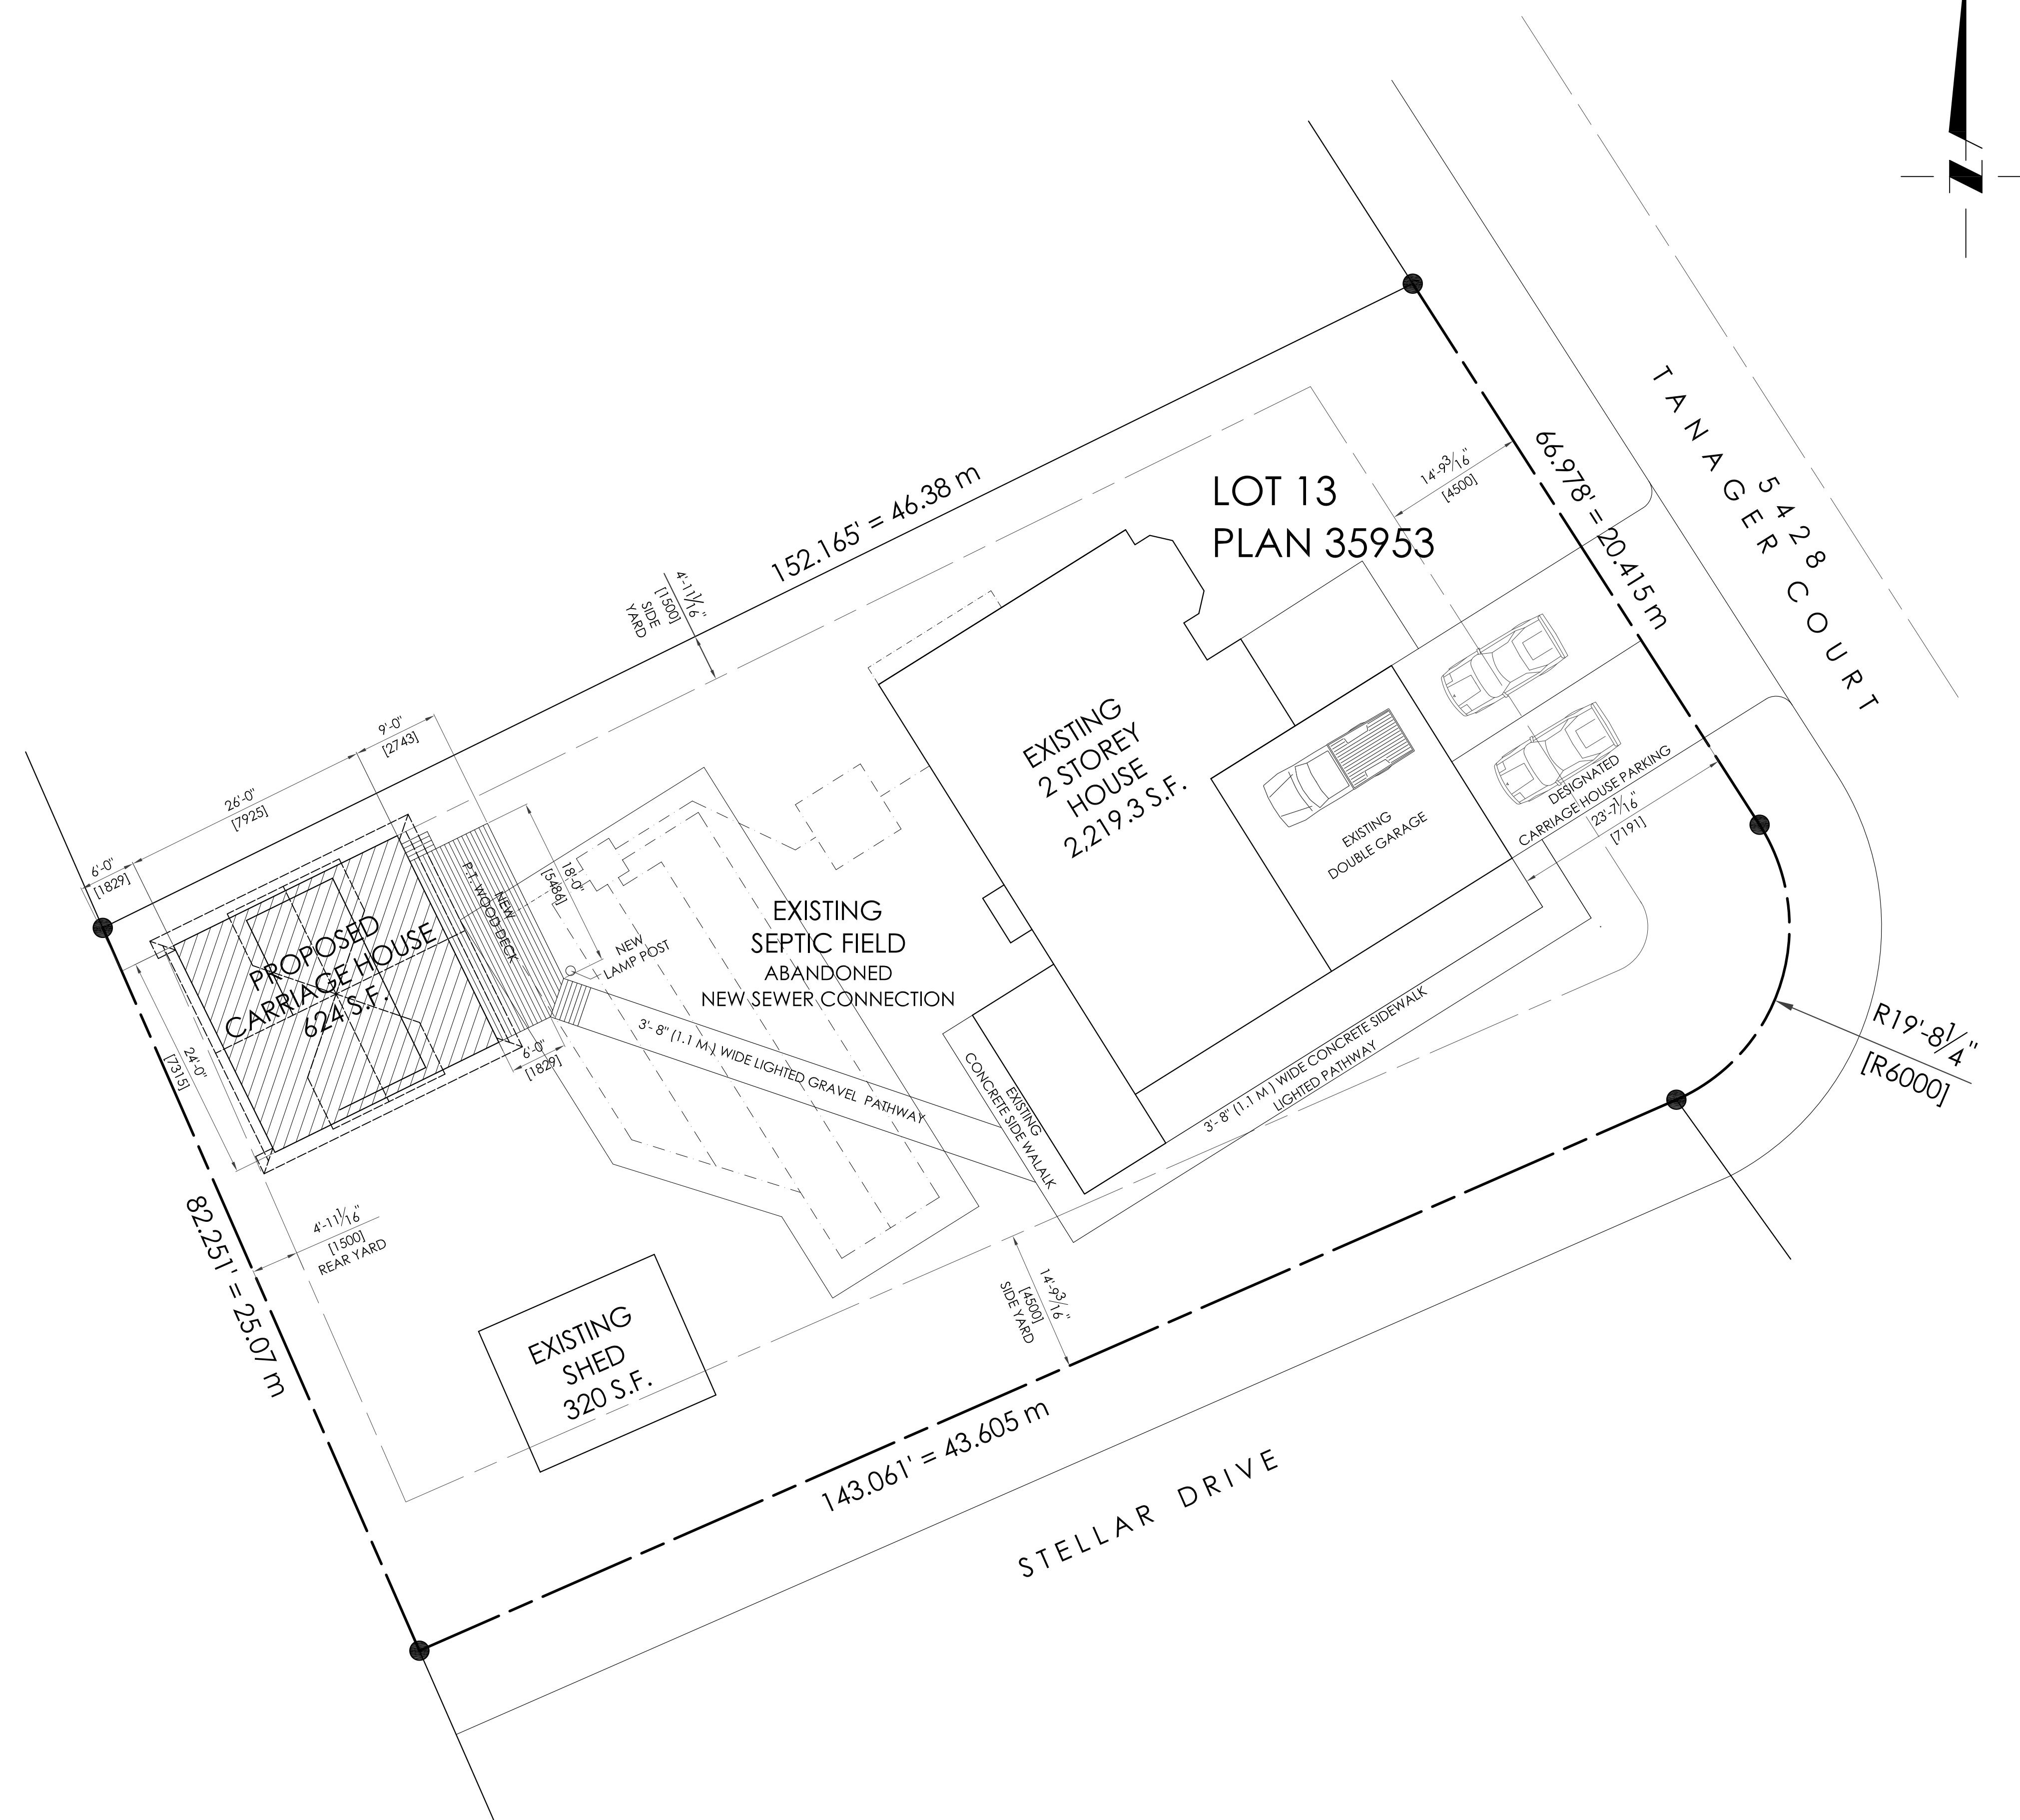 N
TANAGER COURT
5428
66.978' = 20.415 m
14'-9 3/16"
[4500]
LOT 13
PLAN 35953
152.165' = 46.38 m
4'-11 1/16"
[1500]
SIDE
YARD
9'-0"
[2743]
26'-0"
[7925]
6'-0"
[1829]
EXISTING
2 STOREY
HOUSE
2,219.3 S.F.
EXISTING
DOUBLE GARAGE
DESIGNATED
CARRIAGE HOUSE PARKING
23'-7 1/16"
[7191]
18'-0"
[5486]
NEW
P.T. WOOD DECK
NEW
LAMP POST
PROPOSED
CARRIAGE HOUSE
624 S.F.
24'-0"
[7315]
6'-0"
[1829]
EXISTING
SEPTIC FIELD
ABANDONED
NEW SEWER CONNECTION
3'- 8" (1.1 M ) WIDE LIGHTED GRAVEL PATHWAY
EXISTING
CONCRETE SIDE WALALK
3'- 8" (1.1 M ) WIDE CONCRETE SIDEWALK
LIGHTED PATHWAY
R19'-8 1/4"
[R6000]
4'-11 1/16"
[1500]
REAR YARD
82.251' = 25.07 m
14'-9 3/16"
[4500]
SIDE YARD
EXISTING
SHED
320 S.F.
143.061' = 43.605 m
STELLAR DRIVE